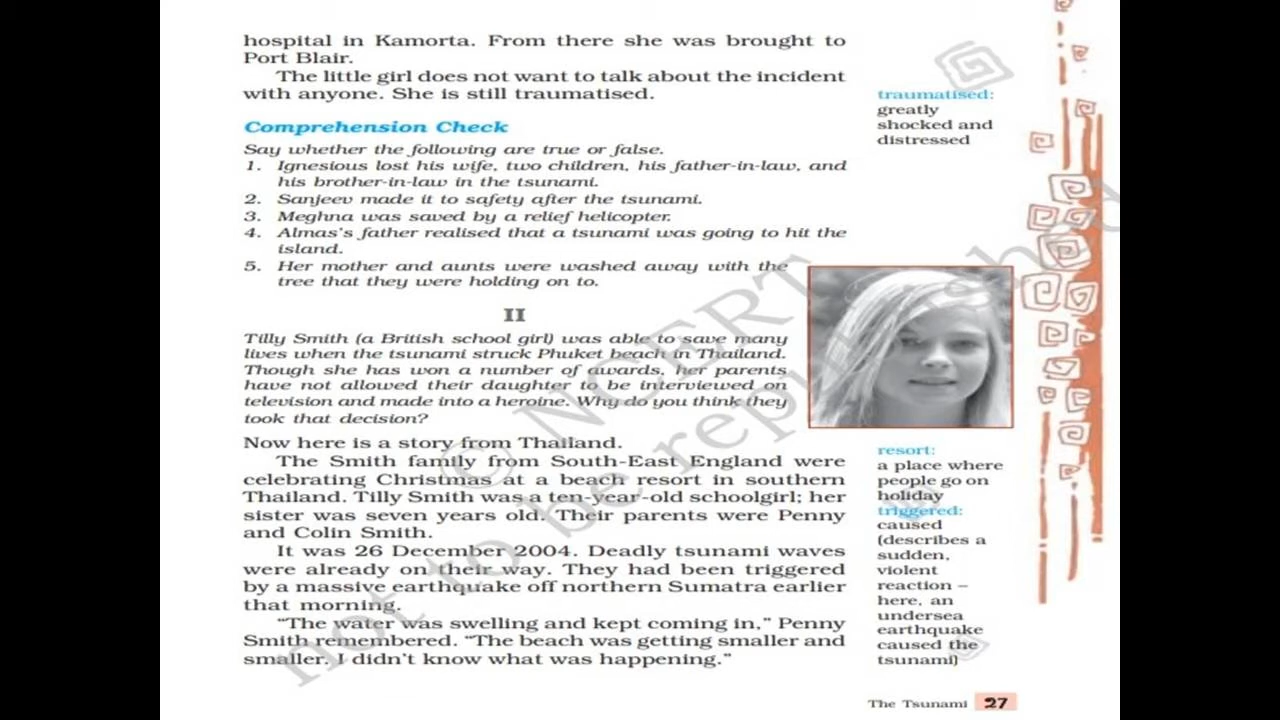 hospital in Kamorta. From there she was brought to
Port Blair.
The little girl does not want to talk about the incident
with anyone. She is still traumatised.
Comprehension Check
Say whether the following are true or false.
1. Ignesious lost his wife, two children, his father-in-law, and
his brother-in-law in the tsunami.
2. Sanjeev made it to safety after the tsunami.
3. Meghna was saved by a relief helicopter.
4. Almas's father realised that a tsunami was going to hit the
island.
5. Her mother and aunts were washed away with the
tree that they were holding on to.
II
Tilly Smith (a British school girl) was able to save many
lives when the tsunami struck Phuket beach in Thailand.
Though she has won a number of awards, her parents
have not allowed their daughter to be interviewed on
television and made into a heroine. Why do you think they
took that decision?
Now here is a story from Thailand.
The Smith family from South-East England were
celebrating Christmas at a beach resort in southern
Thailand. Tilly Smith was a ten-year-old schoolgirl; her
sister was seven years old. Their parents were Penny
and Colin Smith.
It was 26 December 2004. Deadly tsunami waves
were already on their way. They had been triggered
by a massive earthquake off northern Sumatra earlier
that morning.
“The water was swelling and kept coming in,” Penny
Smith remembered. “The beach was getting smaller and
smaller. I didn't know what was happening.”
traumatised:
greatly
shocked and
distressed
resort:
a place where
people go on
holiday
triggered:
caused
(describes a
sudden,
violent
reaction –
here, an
undersea
earthquake
caused the
tsunami)
The Tsunami 27
© NCERT
not to be republished